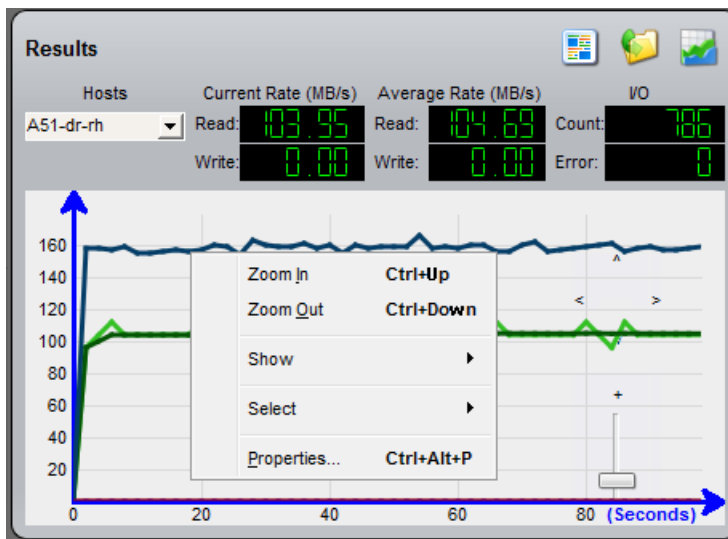 Results
Hosts Current Rate (MB/s) Average Rate (MB/s) I/O
A51-dr-rh Read: 103.95 Read: 104.69 Count: 786
Write: 0.00 Write: 0.00 Error: 0
160
140
120
100
80
60
40
20
0 20 40 60 80 (Seconds)
Zoom In Ctrl+Up
Zoom Out Ctrl+Down
Show
Select
Properties... Ctrl+Alt+P
^
< >
+